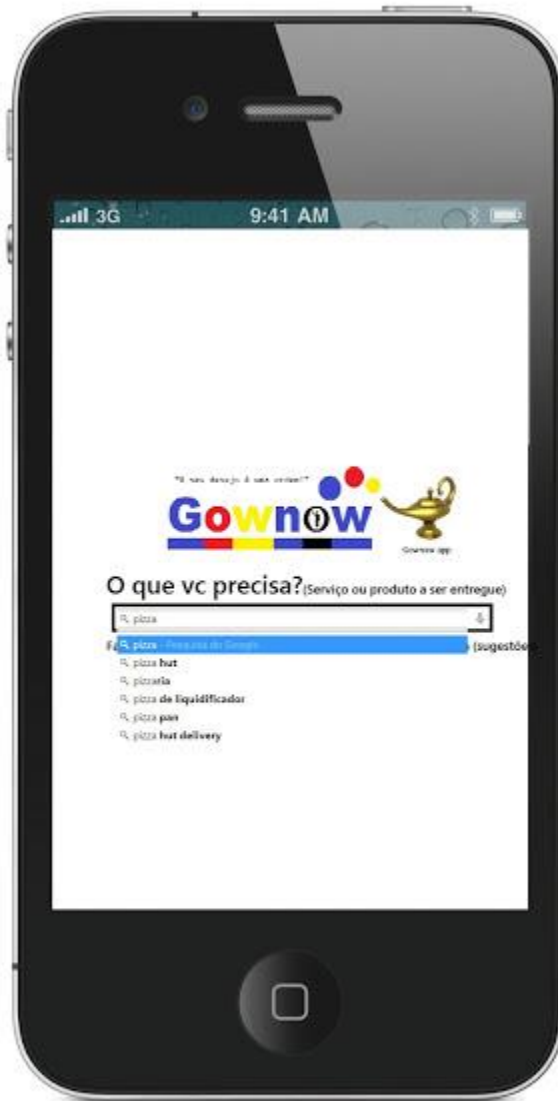 3G 9:41 AM
"O seu desejo é uma ordem!"
Gownow
Gownow app
O que vc precisa?(Serviço ou produto a ser entregue)
pizza
pizza - Pesquisa do Google
(sugestões
pizza hut
pizzaria
pizza de liquidificador
pizza pan
pizza hut delivery